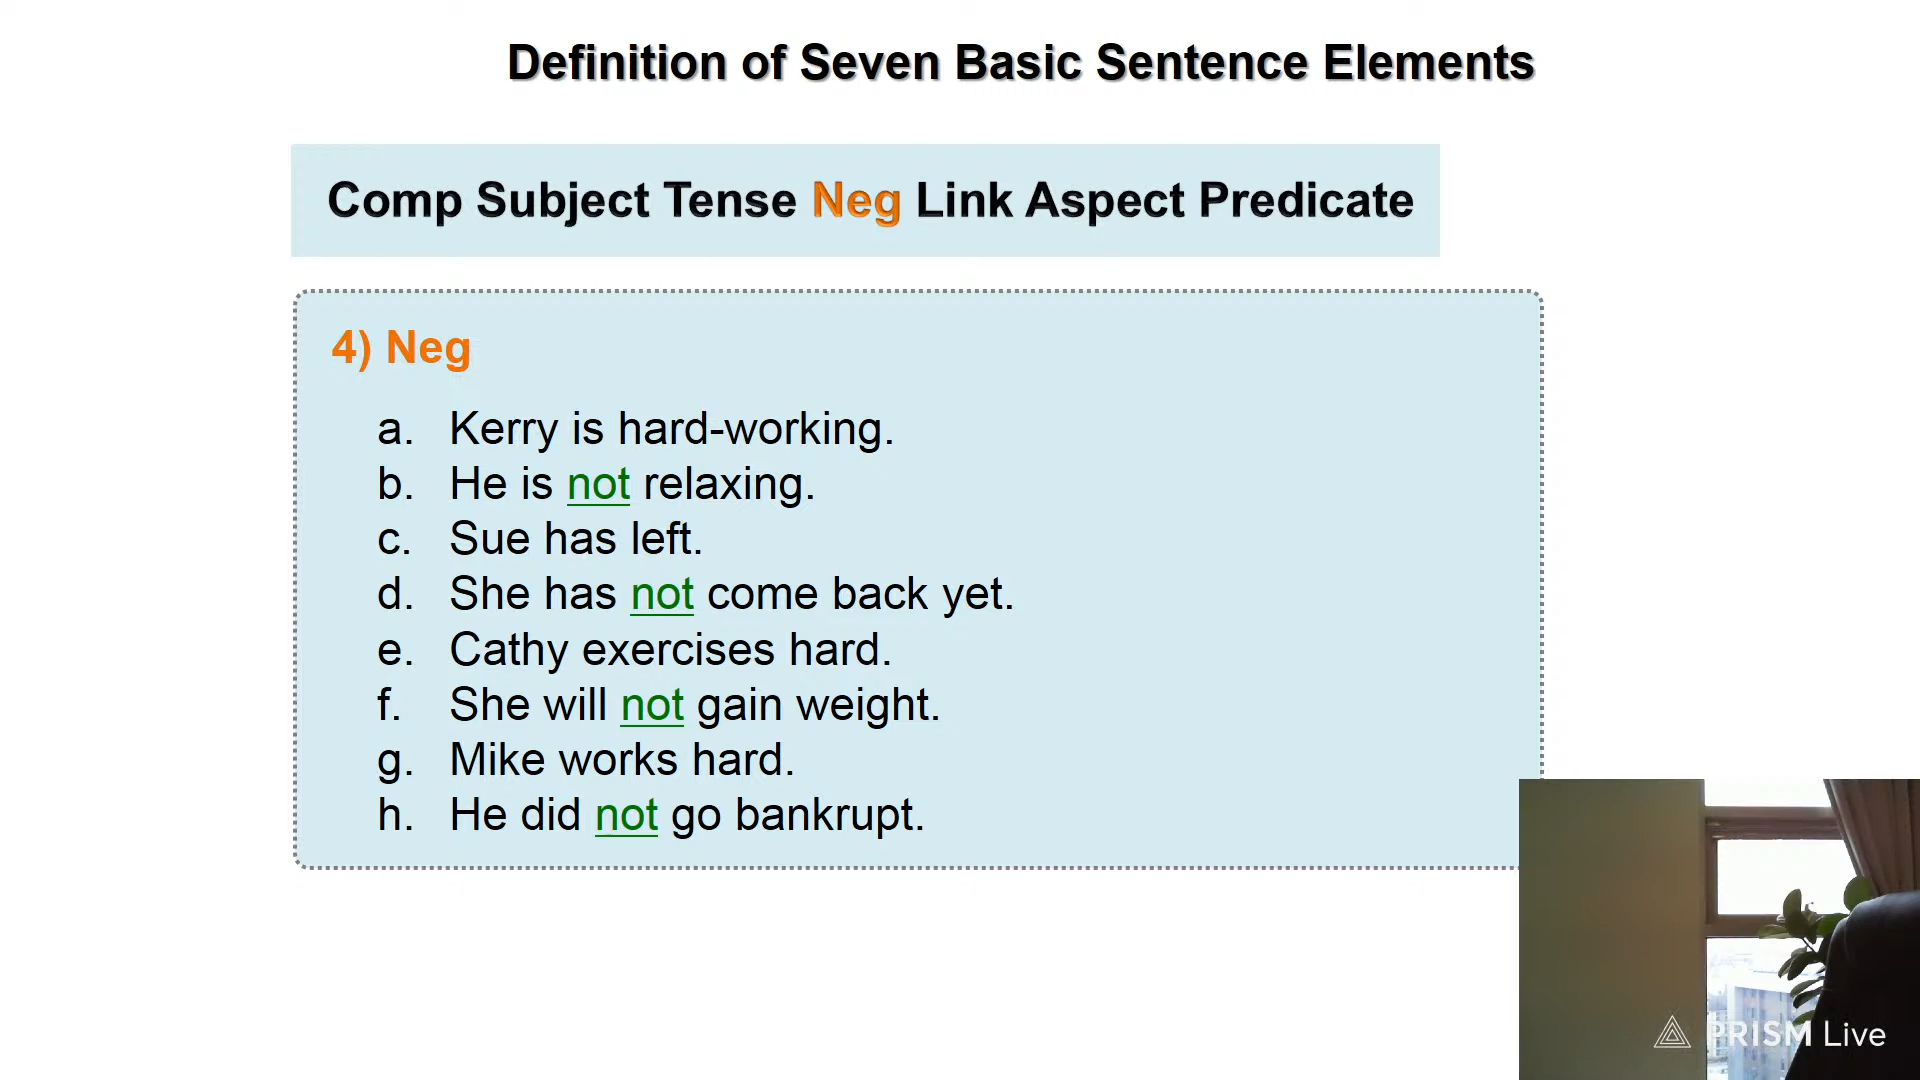 Definition of Seven Basic Sentence Elements
Comp Subject Tense Neg Link Aspect Predicate
4) Neg
a. Kerry is hard-working.
b. He is not relaxing.
c. Sue has left.
d. She has not come back yet.
e. Cathy exercises hard.
f. She will not gain weight.
g. Mike works hard.
h. He did not go bankrupt.
PRISM Live